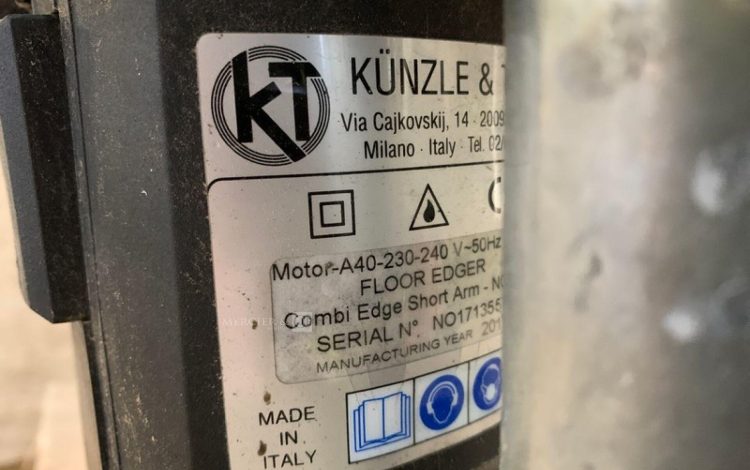 KT
KÜNZLE & T
Via Cajkovskij, 14 · 2009
Milano · Italy · Tel. 02/
Motor-A40-230-240 V~50Hz
FLOOR EDGER
Combi Edge Short Arm - N
SERIAL N° NO171355
MANUFACTURING YEAR 201
MADE
IN
ITALY